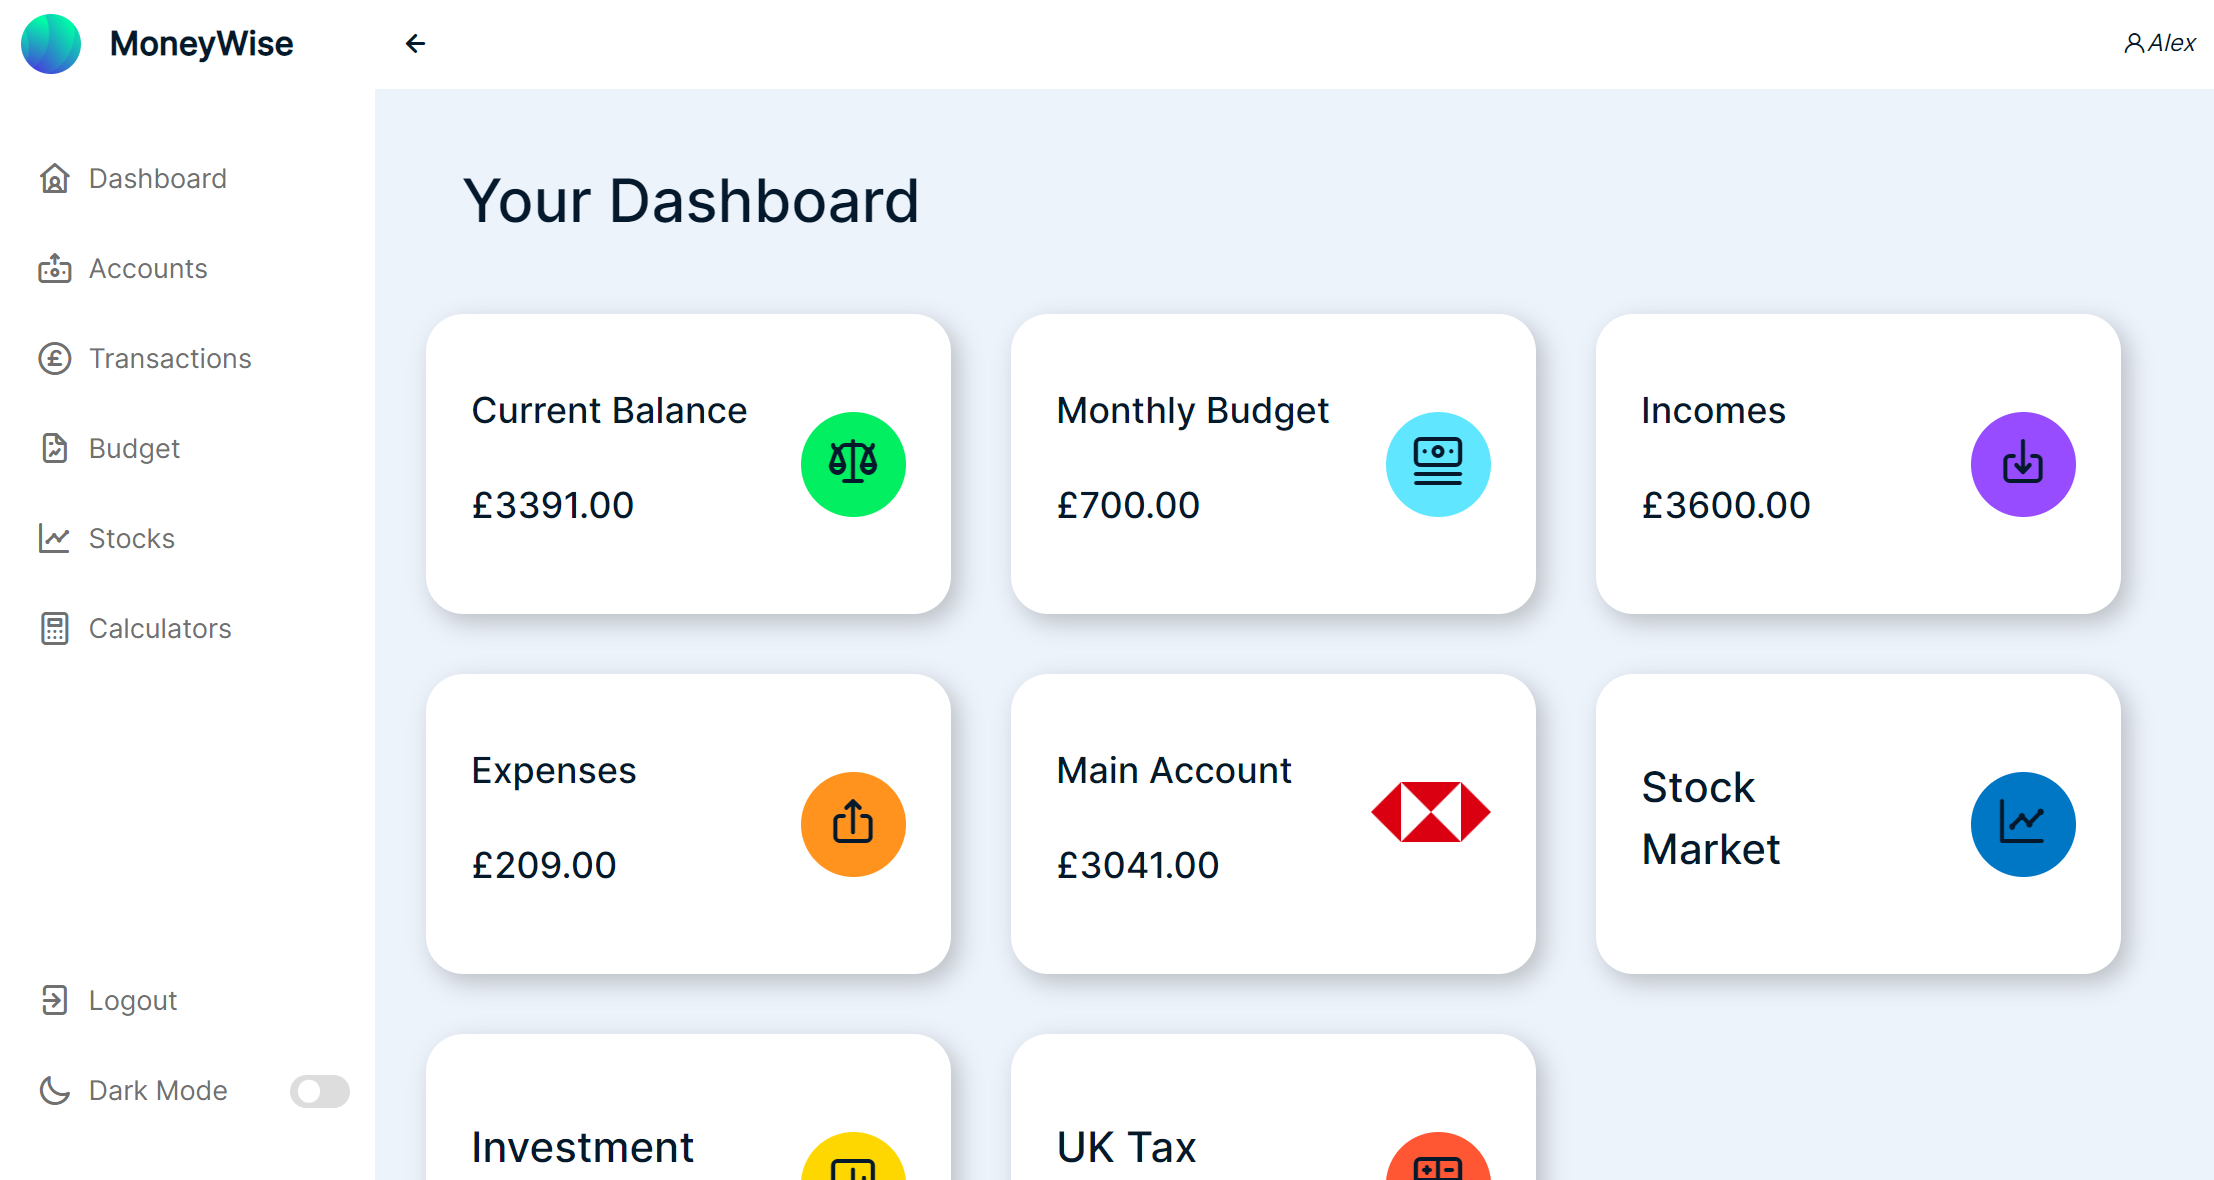 MoneyWise
Alex
Dashboard
Accounts
Transactions
Budget
Stocks
Calculators
Logout
Dark Mode
Your Dashboard
Current Balance
£3391.00
Monthly Budget
£700.00
Incomes
£3600.00
Expenses
£209.00
Main Account
£3041.00
Stock
Market
Investment
UK Tax